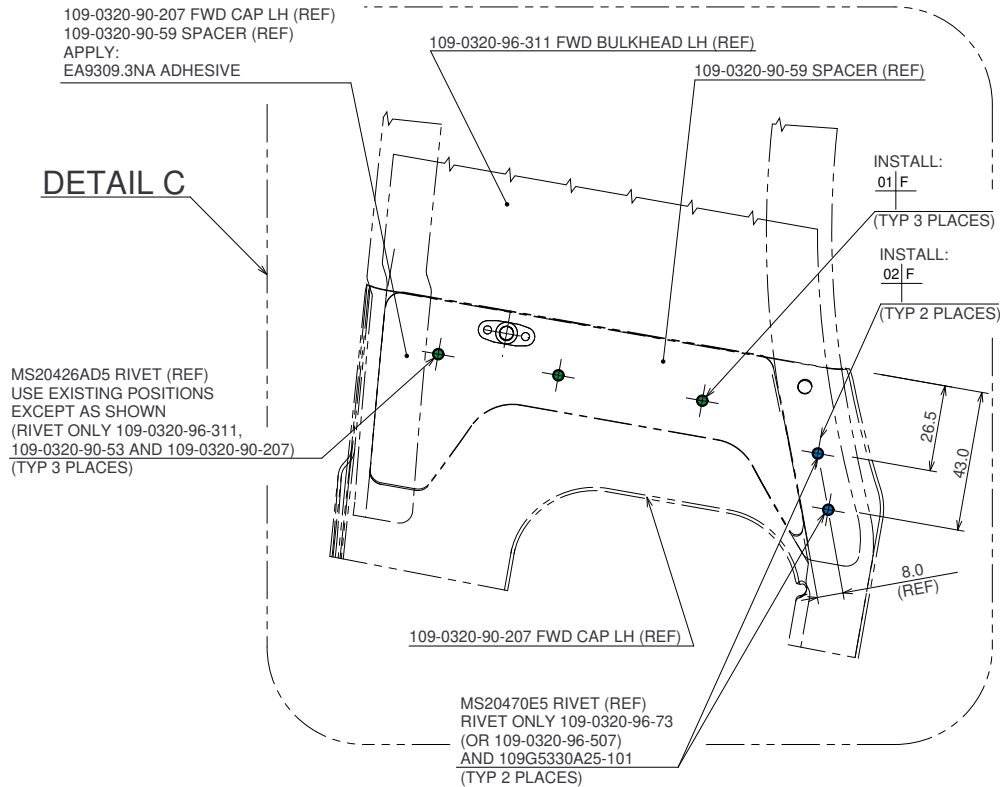 109-0320-90-207 FWD CAP LH (REF)
109-0320-90-59 SPACER (REF)
APPLY:
EA9309.3NA ADHESIVE
109-0320-96-311 FWD BULKHEAD LH (REF)
109-0320-90-59 SPACER (REF)
DETAIL C
INSTALL:
01 F
(TYP 3 PLACES)
INSTALL:
02 F
(TYP 2 PLACES)
MS20426AD5 RIVET (REF)
USE EXISTING POSITIONS
EXCEPT AS SHOWN
(RIVET ONLY 109-0320-96-311,
109-0320-90-53 AND 109-0320-90-207)
(TYP 3 PLACES)
26.5
43.0
8.0
(REF)
109-0320-90-207 FWD CAP LH (REF)
MS20470E5 RIVET (REF)
RIVET ONLY 109-0320-96-73
(OR 109-0320-96-507)
AND 109G5330A25-101
(TYP 2 PLACES)